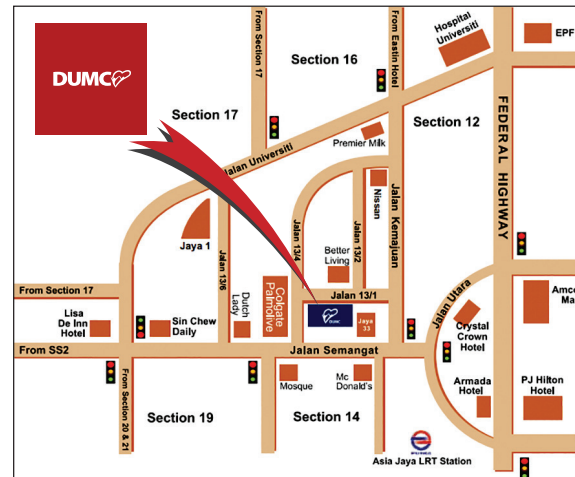 DUMC
From Section 17
Section 16
From Eastin Hotel
Hospital
Universiti
EPF
Section 17
Section 12
FEDERAL HIGHWAY
Premier Milk
Jalan Universiti
Nissan
Jalan Kemajuan
Jaya 1
Jalan 13/6
Jalan 13/4
Jalan 13/2
Better
Living
From Section 17
Dutch
Lady
Colgate
Palmolive
Jalan 13/1
DUMC
Jaya
33
Jalan Utara
Amco
Ma
Lisa
De Inn
Hotel
Sin Chew
Daily
Crystal
Crown
Hotel
From SS2
Jalan Semangat
From Section 20 & 21
Section 19
Mosque
Mc
Donald's
Section 14
Armada
Hotel
PJ Hilton
Hotel
Asia Jaya LRT Station